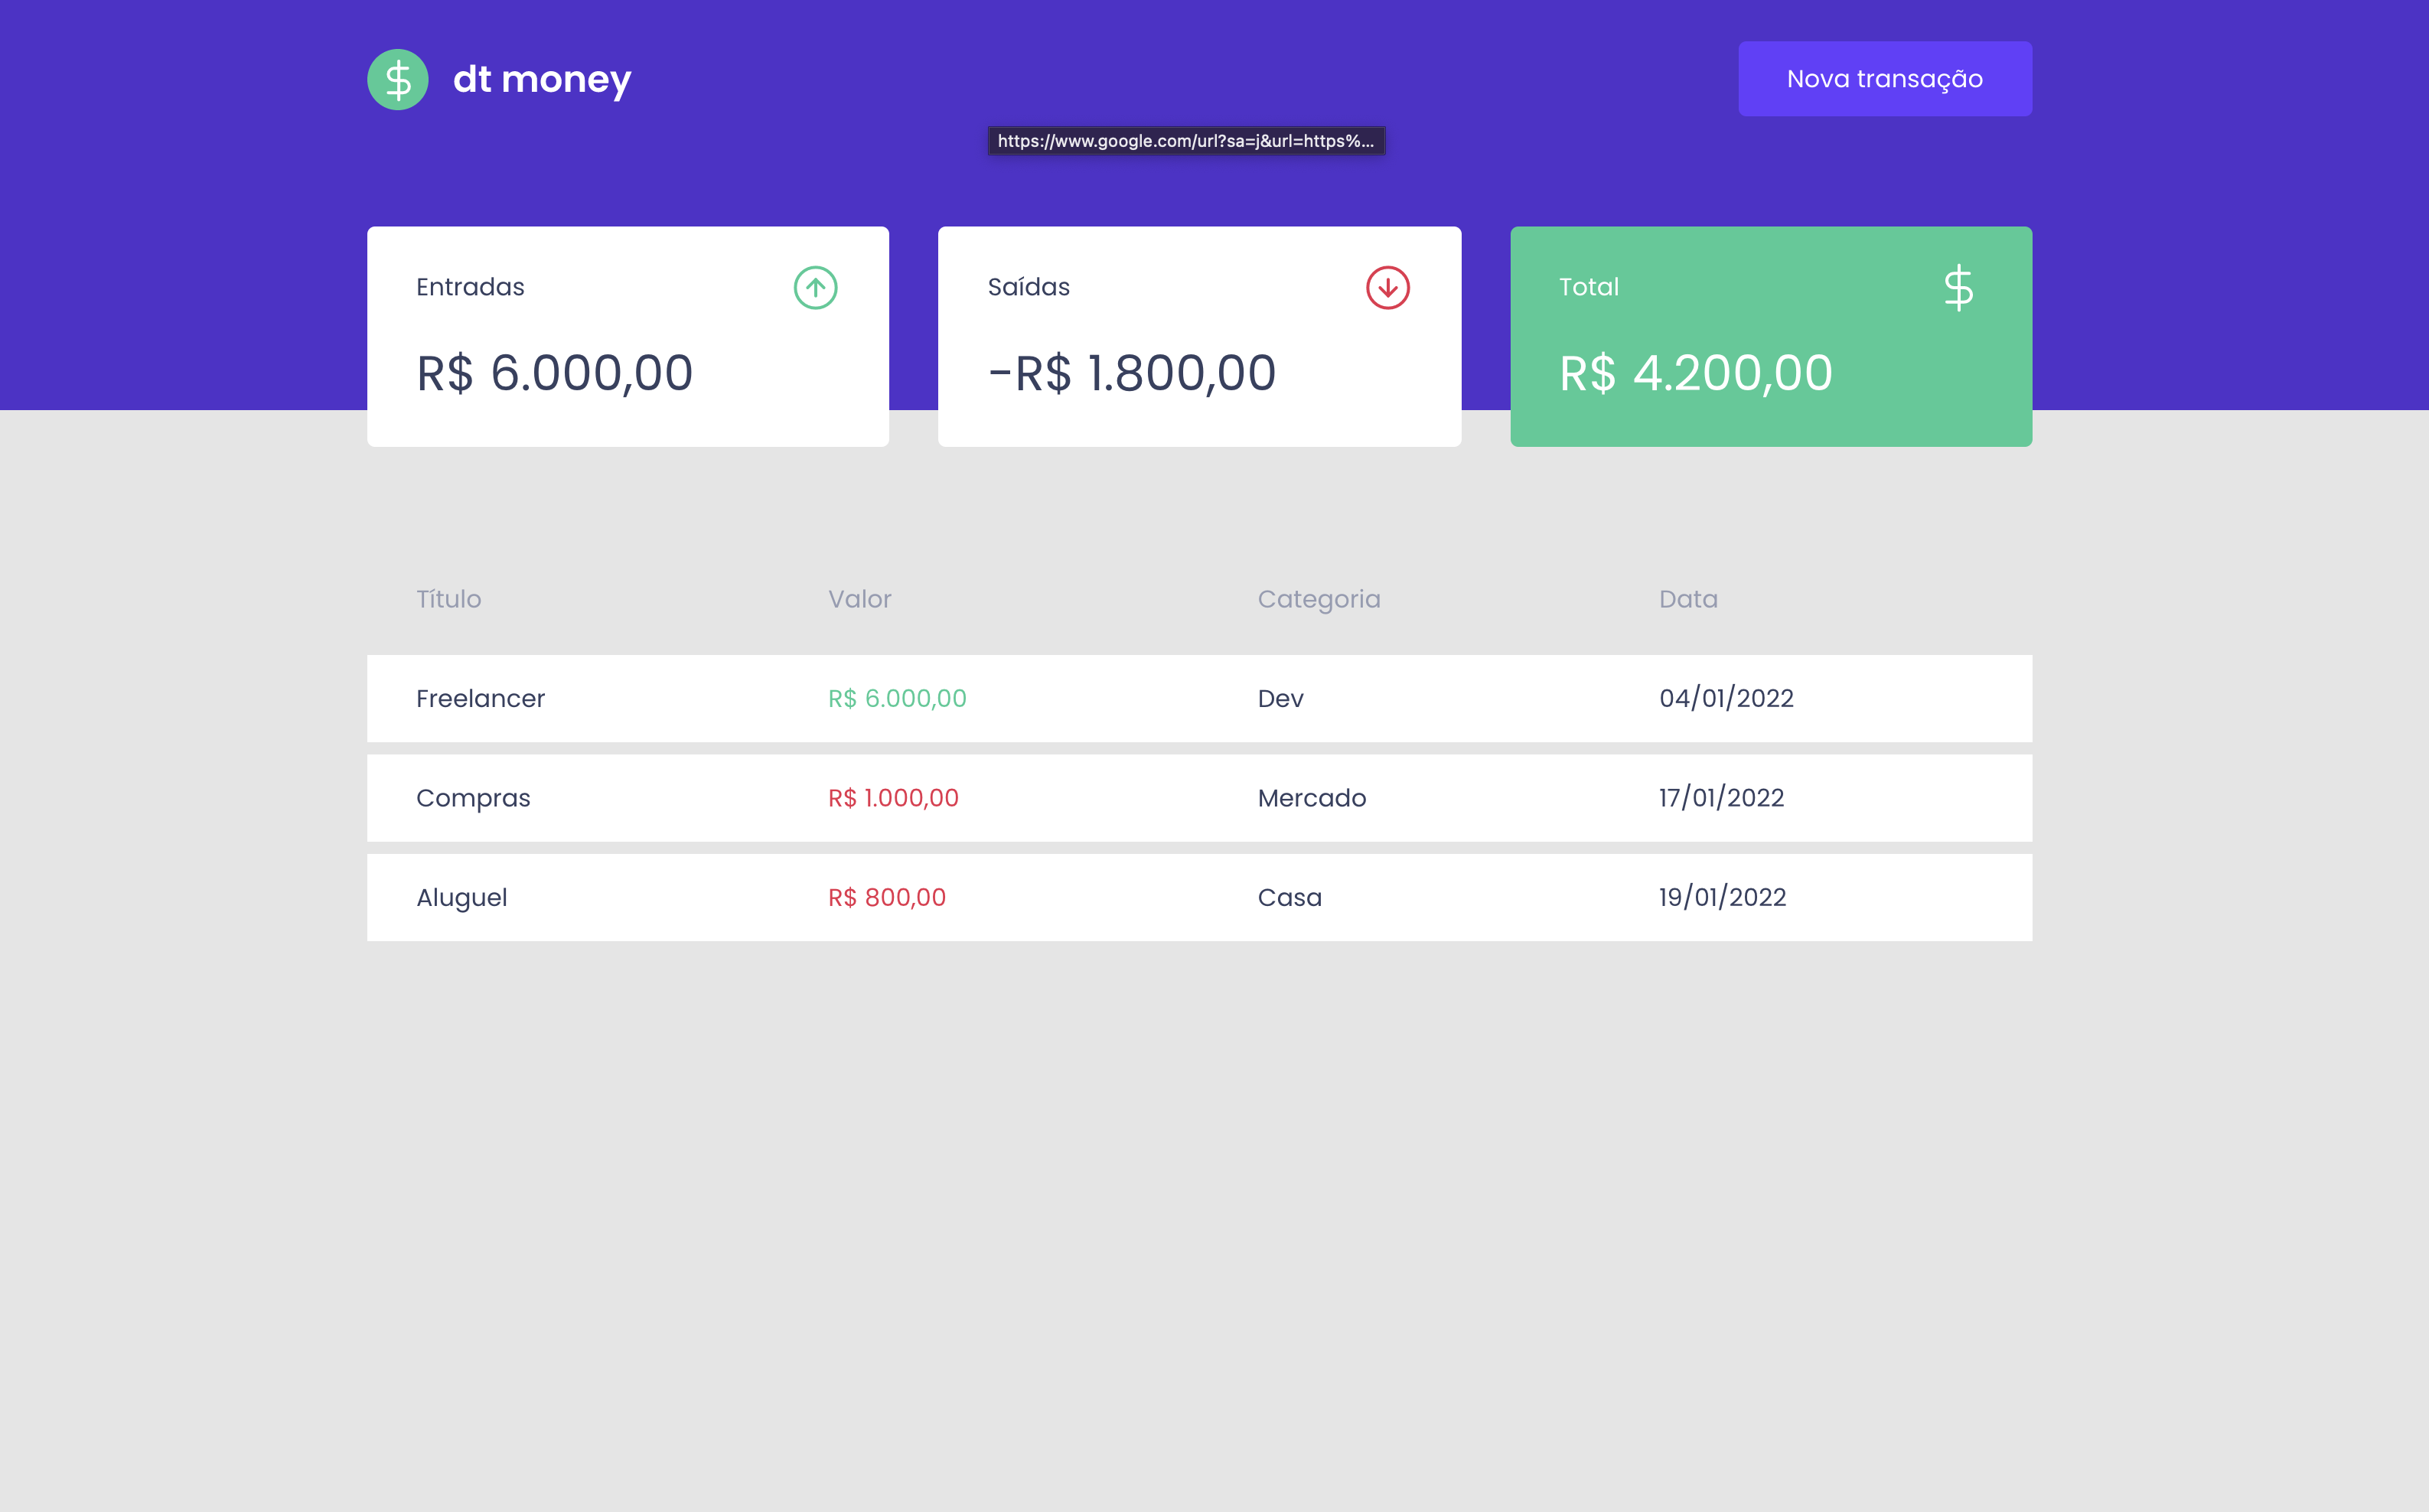 dt money
Nova transação
https://www.google.com/url?sa=j&url=https%...
Entradas
R$ 6.000,00
Saídas
-R$ 1.800,00
Total
R$ 4.200,00
Título Valor Categoria Data
Freelancer R$ 6.000,00 Dev 04/01/2022
Compras R$ 1.000,00 Mercado 17/01/2022
Aluguel R$ 800,00 Casa 19/01/2022